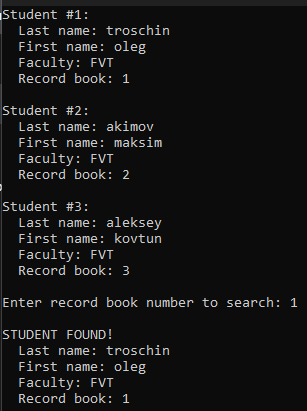 Student #1:
Last name: troschin
First name: oleg
Faculty: FVT
Record book: 1
Student #2:
Last name: akimov
First name: maksim
Faculty: FVT
Record book: 2
Student #3:
Last name: aleksey
First name: kovtun
Faculty: FVT
Record book: 3
Enter record book number to search: 1
STUDENT FOUND!
Last name: troschin
First name: oleg
Faculty: FVT
Record book: 1